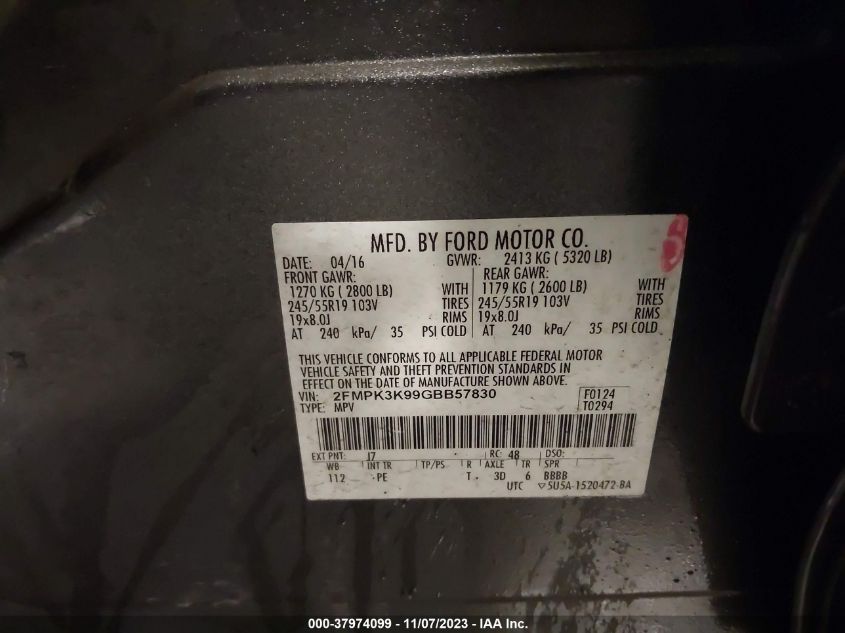 MFD. BY FORD MOTOR CO.
DATE: 04/16 GVWR: 2413 KG ( 5320 LB)
FRONT GAWR: REAR GAWR:
1270 KG ( 2800 LB) WITH 1179 KG ( 2600 LB) WITH
245/55R19 103V TIRES 245/55R19 103V TIRES
19x8.0J RIMS 19x8.0J RIMS
AT 240 kPa/ 35 PSI COLD AT 240 kPa/ 35 PSI COLD
THIS VEHICLE CONFORMS TO ALL APPLICABLE FEDERAL MOTOR
VEHICLE SAFETY AND THEFT PREVENTION STANDARDS IN
EFFECT ON THE DATE OF MANUFACTURE SHOWN ABOVE.
VIN: 2FMPK3K99GBB57830 F0124
TYPE: MPV T0294
EXT PNT: J7 RC: 48 DSO:
WB INT TR TP/PS R AXLE TR SPR
112 PE T 3D 6 BBBB
UTC ▽5U5A-1520472-BA
000-37974099 — 11/07/2023 — IAA Inc.